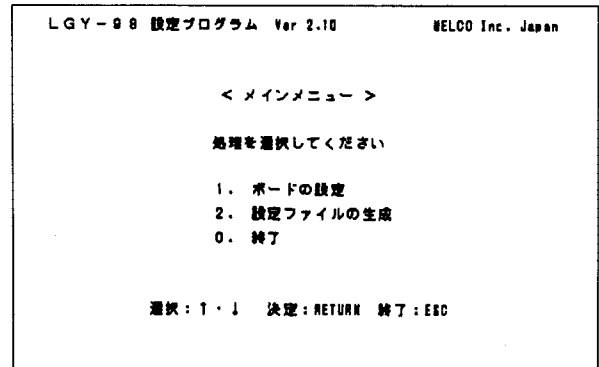 LGY-98 設定プログラム Ver 2.10 MELCO Inc. Japan
< メインメニュー >
処理を選択してください
1. ボードの設定
2. 設定ファイルの生成
0. 終了
選択:↑・↓ 決定:RETURN 終了:ESC